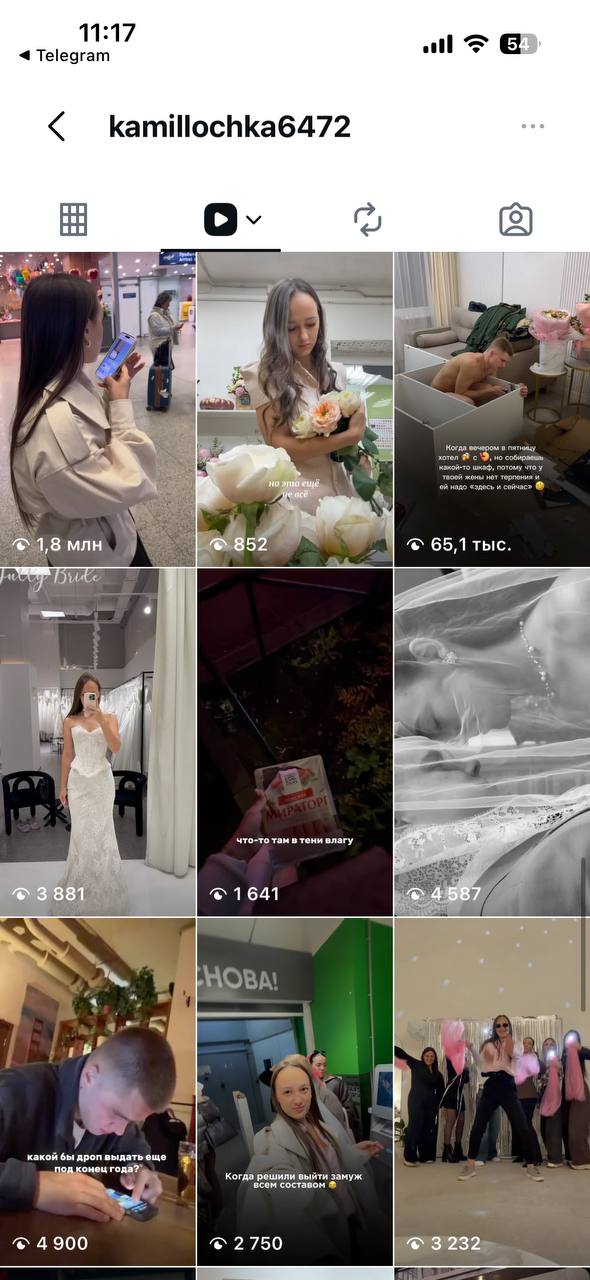 11:17
54
◀ Telegram
kamillochka6472
1,8 млн
но это ещё
не всё
852
Когда вечером в пятницу
хотел с , но собираешь
какой-то шкаф, потому что у
твоей жены нет терпения и
ей надо «здесь и сейчас» 
65,1 тыс.
Bride
3 881
МИРАТОРГ
что-то там в тени влагу
1 641
4 587
какой бы дроп выдать еще
под конец года?
4 900
СНОВА!
Когда решили выйти замуж
всем составом 😂
2 750
3 232